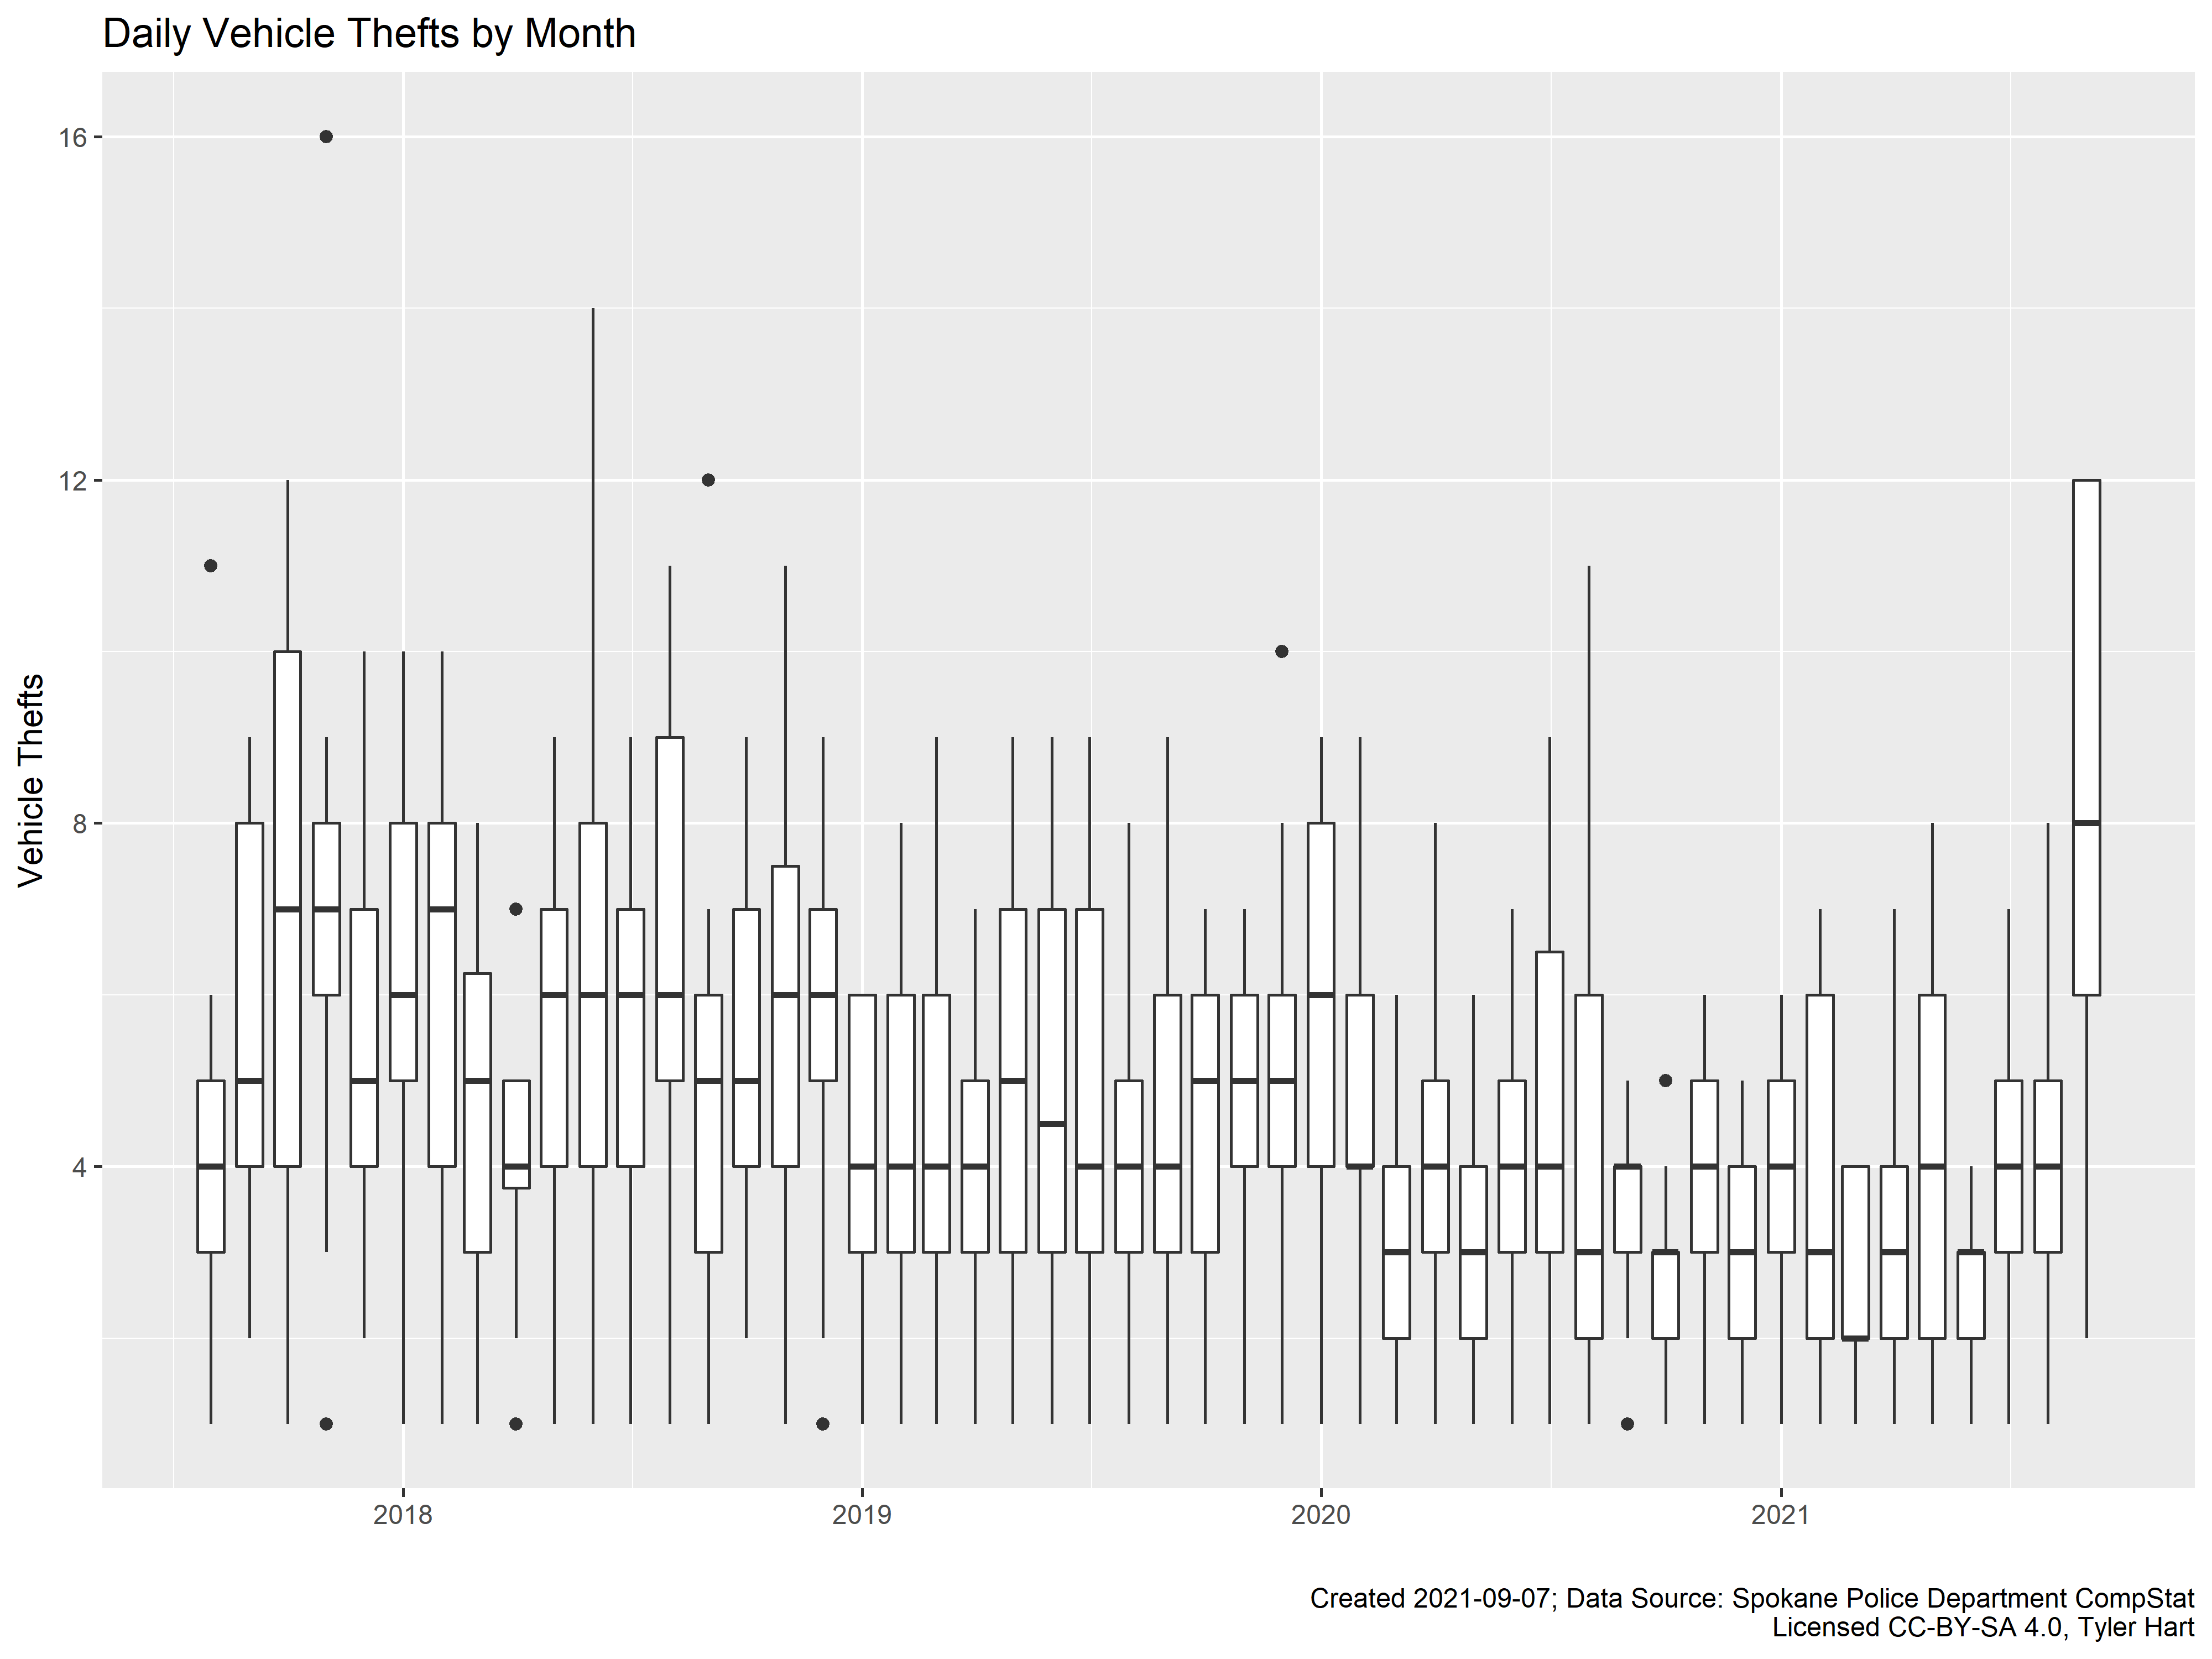 Daily Vehicle Thefts by Month
Vehicle Thefts
16
12
8
4
2018
2019
2020
2021
Created 2021-09-07; Data Source: Spokane Police Department CompStat
Licensed CC-BY-SA 4.0, Tyler Hart